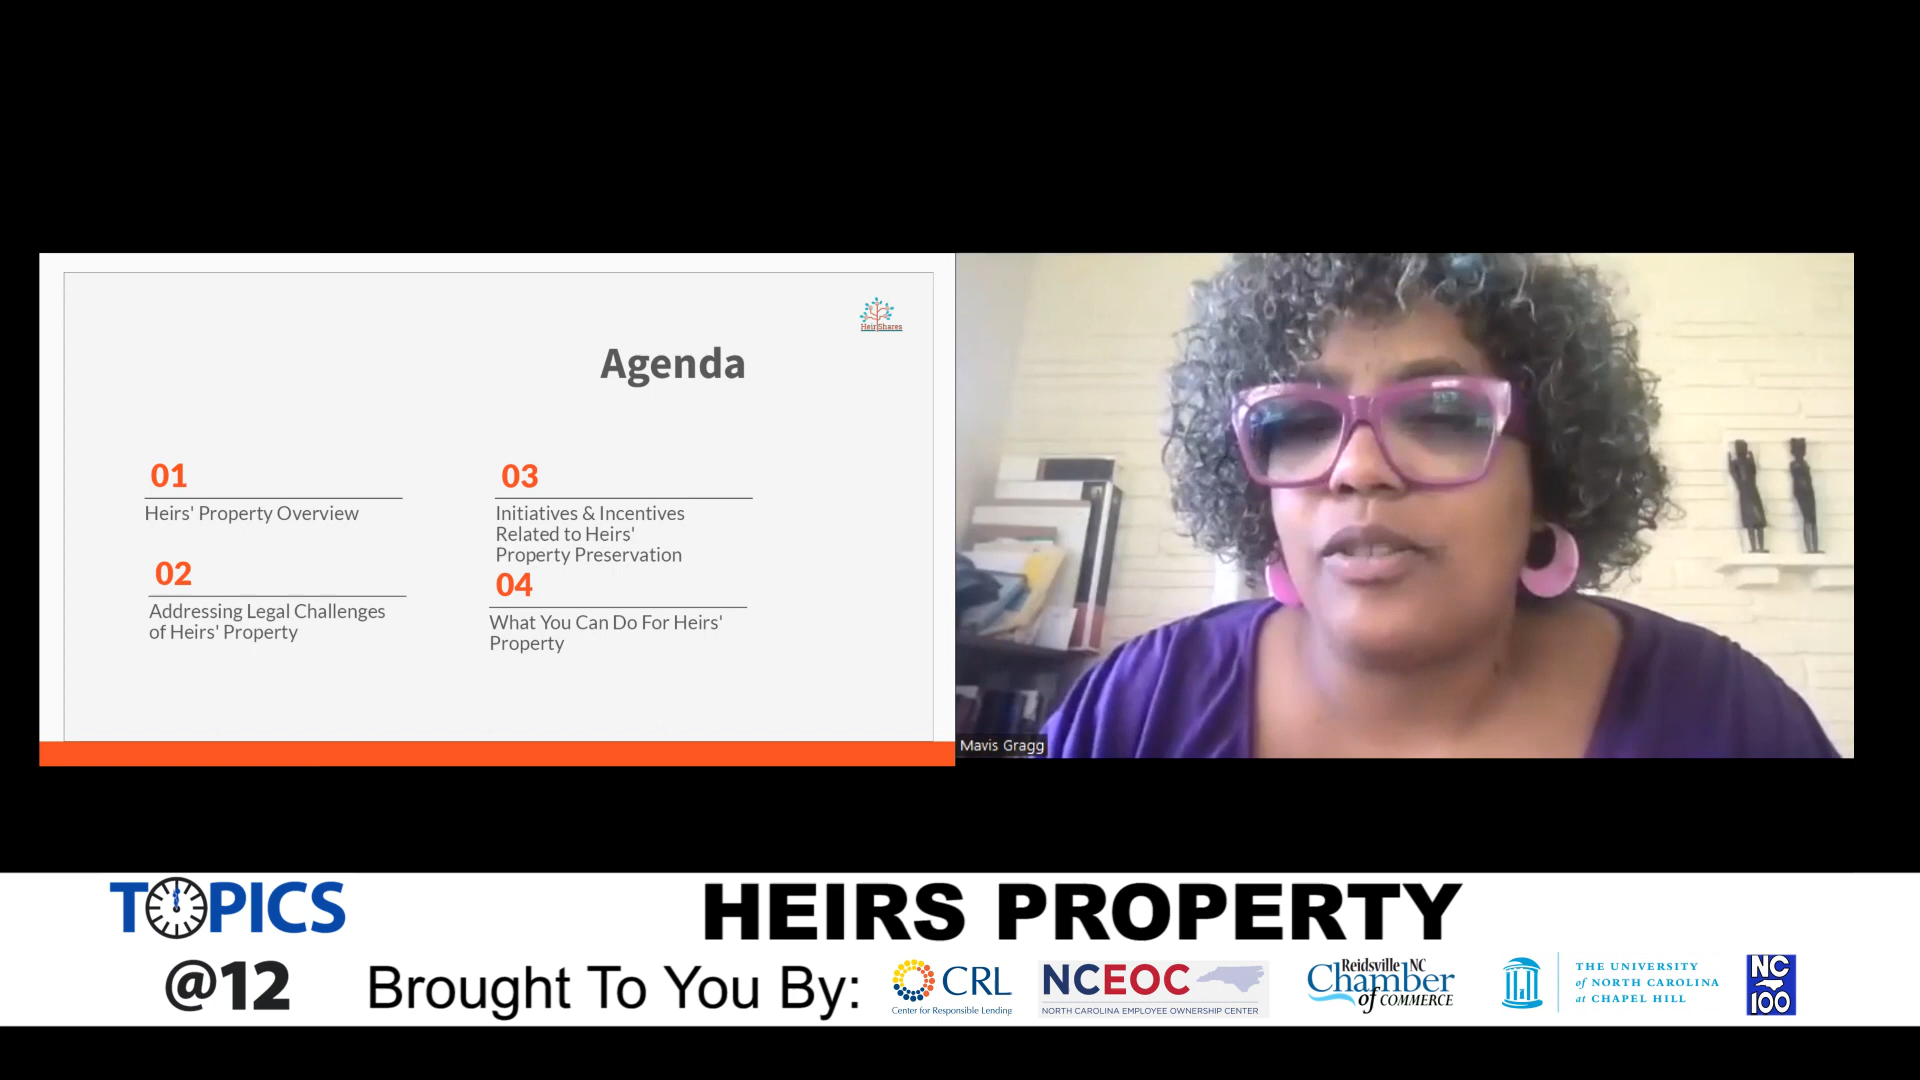 HeirShares
Agenda
01
Heirs' Property Overview
02
Addressing Legal Challenges
of Heirs' Property
03
Initiatives & Incentives
Related to Heirs'
Property Preservation
04
What You Can Do For Heirs'
Property
Mavis Gragg
TOPICS
@12
HEIRS PROPERTY
Brought To You By:
CRL
Center for Responsible Lending
NCEOC
NORTH CAROLINA EMPLOYEE OWNERSHIP CENTER
Reidsville NC
Chamber
of COMMERCE
THE UNIVERSITY
of NORTH CAROLINA
at CHAPEL HILL
NC
100